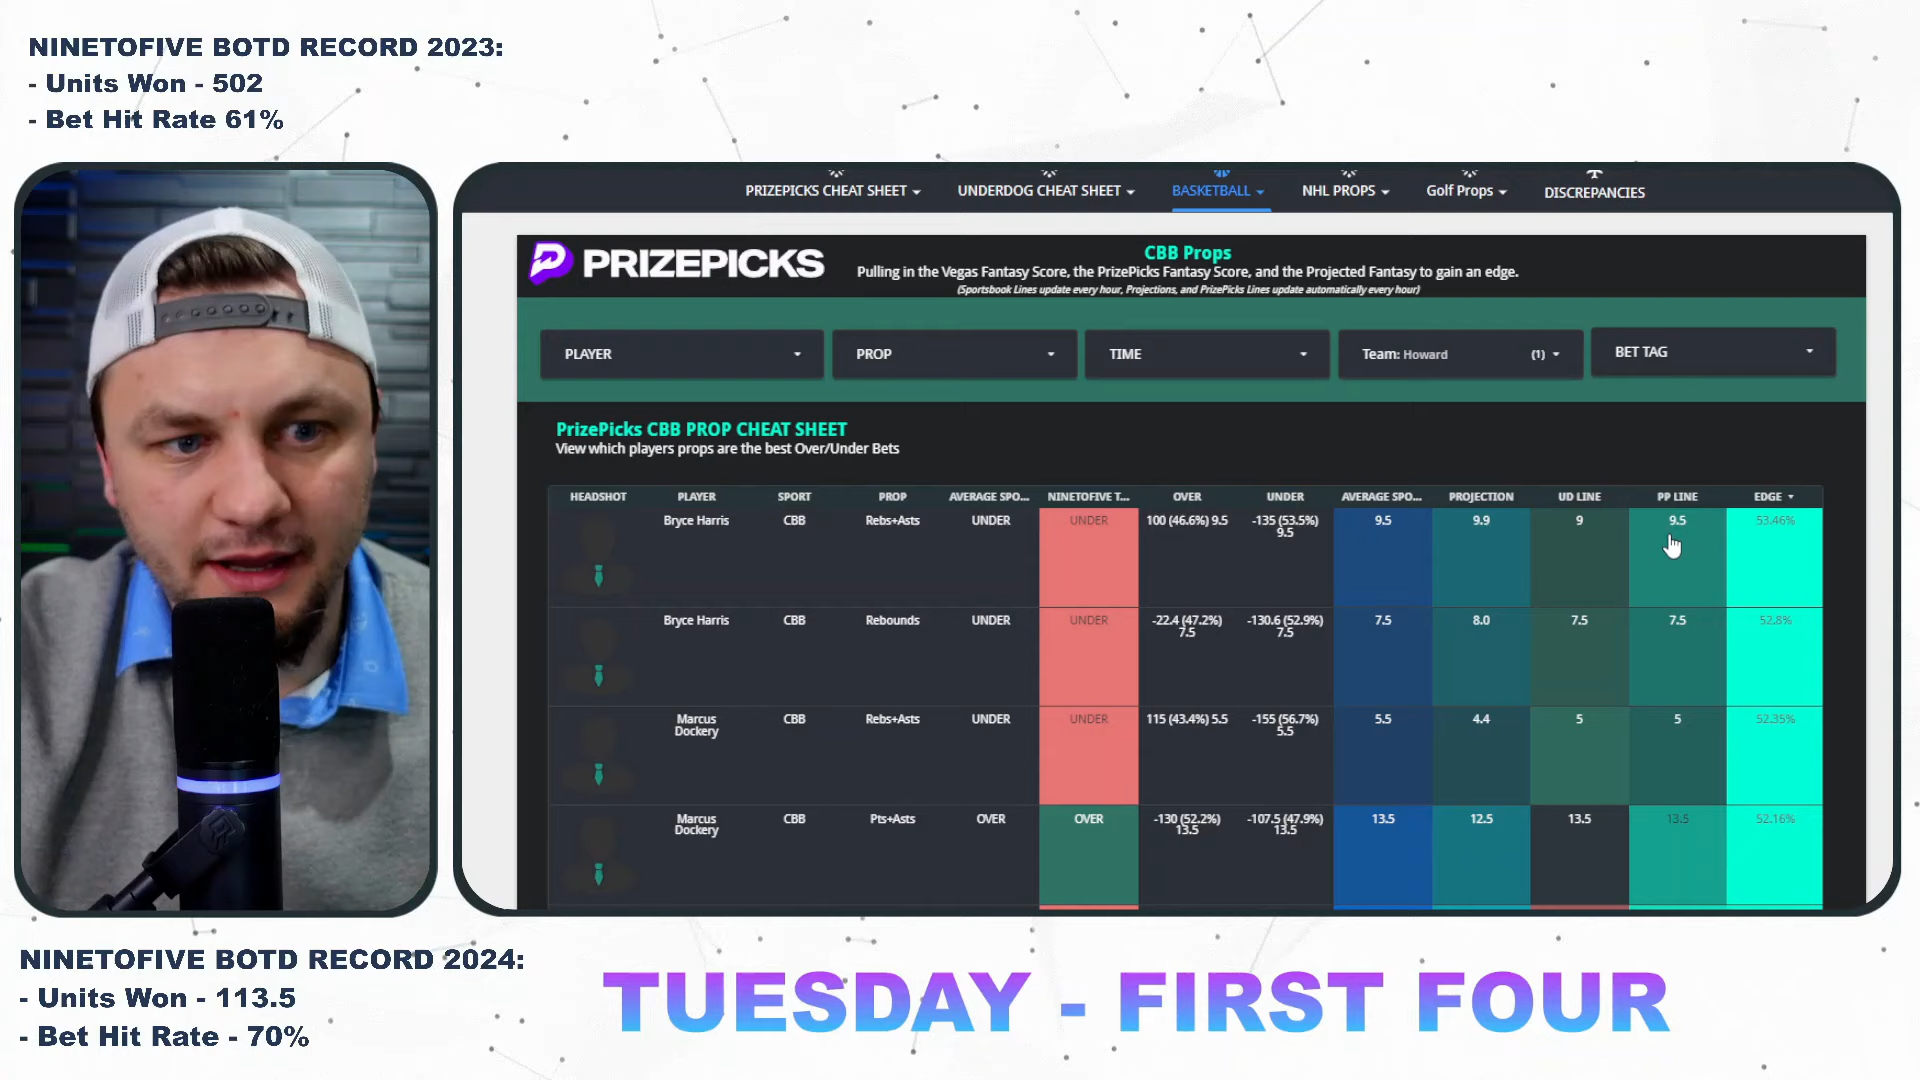 NINETOFIVE BOTD RECORD 2023:
- Units Won - 502
- Bet Hit Rate 61%
PRIZEPICKS CHEAT SHEET
UNDERDOG CHEAT SHEET
BASKETBALL
NHL PROPS
Golf Props
DISCREPANCIES
PRIZEPICKS
CBB Props
Pulling in the Vegas Fantasy Score, the PrizePicks Fantasy Score, and the Projected Fantasy to gain an edge.
(Sportsbook Lines update every hour, Projections, and PrizePicks Lines update automatically every hour)
PLAYER
PROP
TIME
Team: Howard (1)
BET TAG
PrizePicks CBB PROP CHEAT SHEET
View which players props are the best Over/Under Bets
HEADSHOT PLAYER SPORT PROP AVERAGE SPO... NINETOFIVE T... OVER UNDER AVERAGE SPO... PROJECTION UD LINE PP LINE EDGE
Bryce Harris CBB Rebs+Asts UNDER UNDER 100 (46.6%) 9.5 -135 (53.5%) 9.5 9.9 9 9.5 53.46%
9.5
Bryce Harris CBB Rebounds UNDER UNDER -22.4 (47.2%) -130.6 (52.9%) 7.5 8.0 7.5 7.5 52.8%
7.5 7.5
Marcus CBB Rebs+Asts UNDER UNDER 115 (43.4%) 5.5 -155 (56.7%) 5.5 4.4 5 5 52.35%
Dockery 5.5
Marcus CBB Pts+Asts OVER OVER -130 (52.2%) -107.5 (47.9%) 13.5 12.5 13.5 13.5 52.16%
Dockery 13.5 13.5
NINETOFIVE BOTD RECORD 2024:
- Units Won - 113.5
- Bet Hit Rate - 70%
TUESDAY - FIRST FOUR